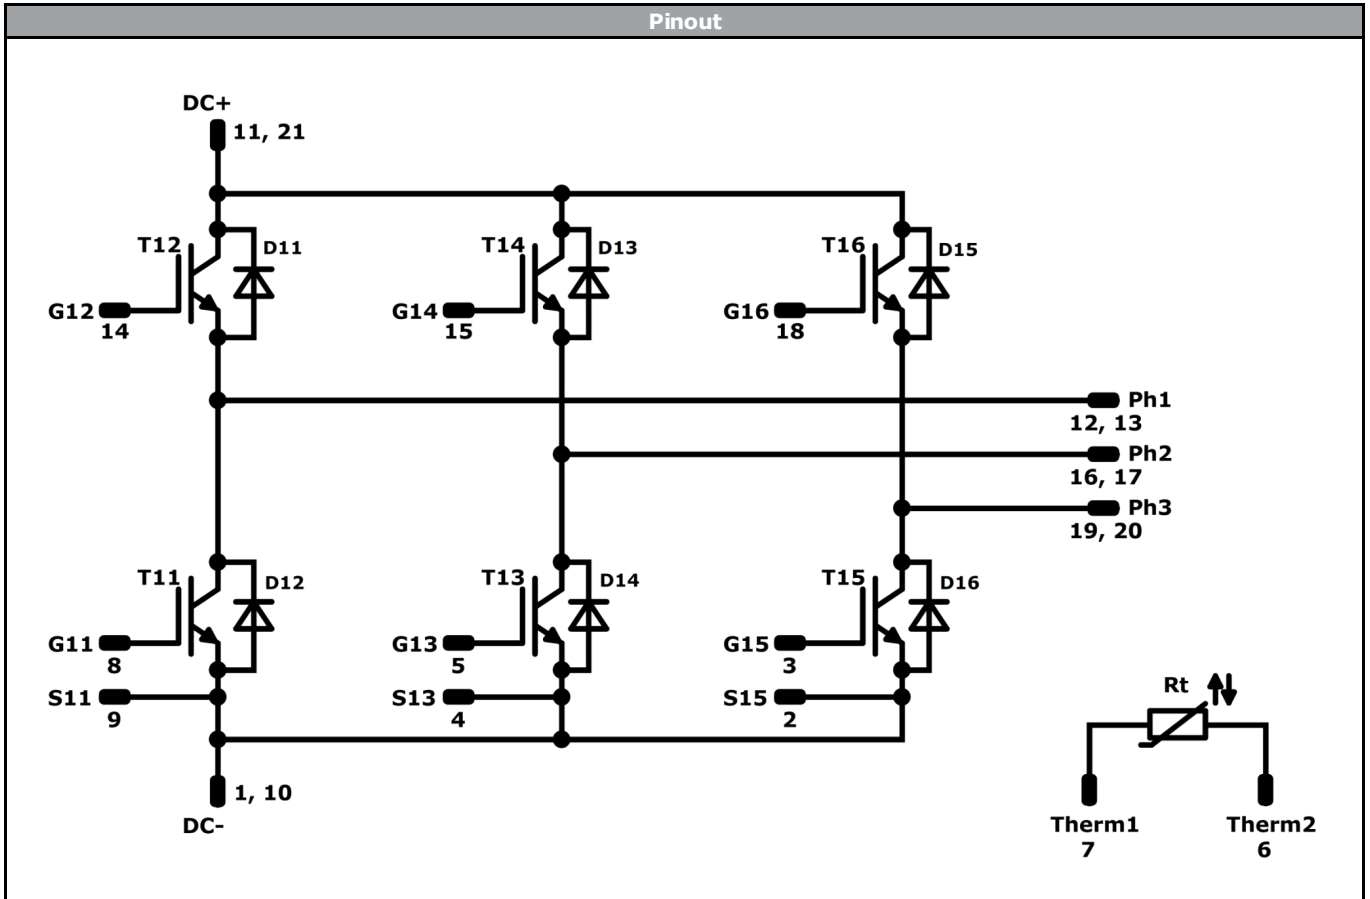 Pinout
DC+
11, 21
T12
D11
T14
D13
T16
D15
G12
14
G14
15
G16
18
Ph1
12, 13
Ph2
16, 17
Ph3
19, 20
T11
D12
T13
D14
T15
D16
G11
8
G13
5
G15
3
S11
9
S13
4
S15
2
Rt
1, 10
DC-
Therm1
7
Therm2
6